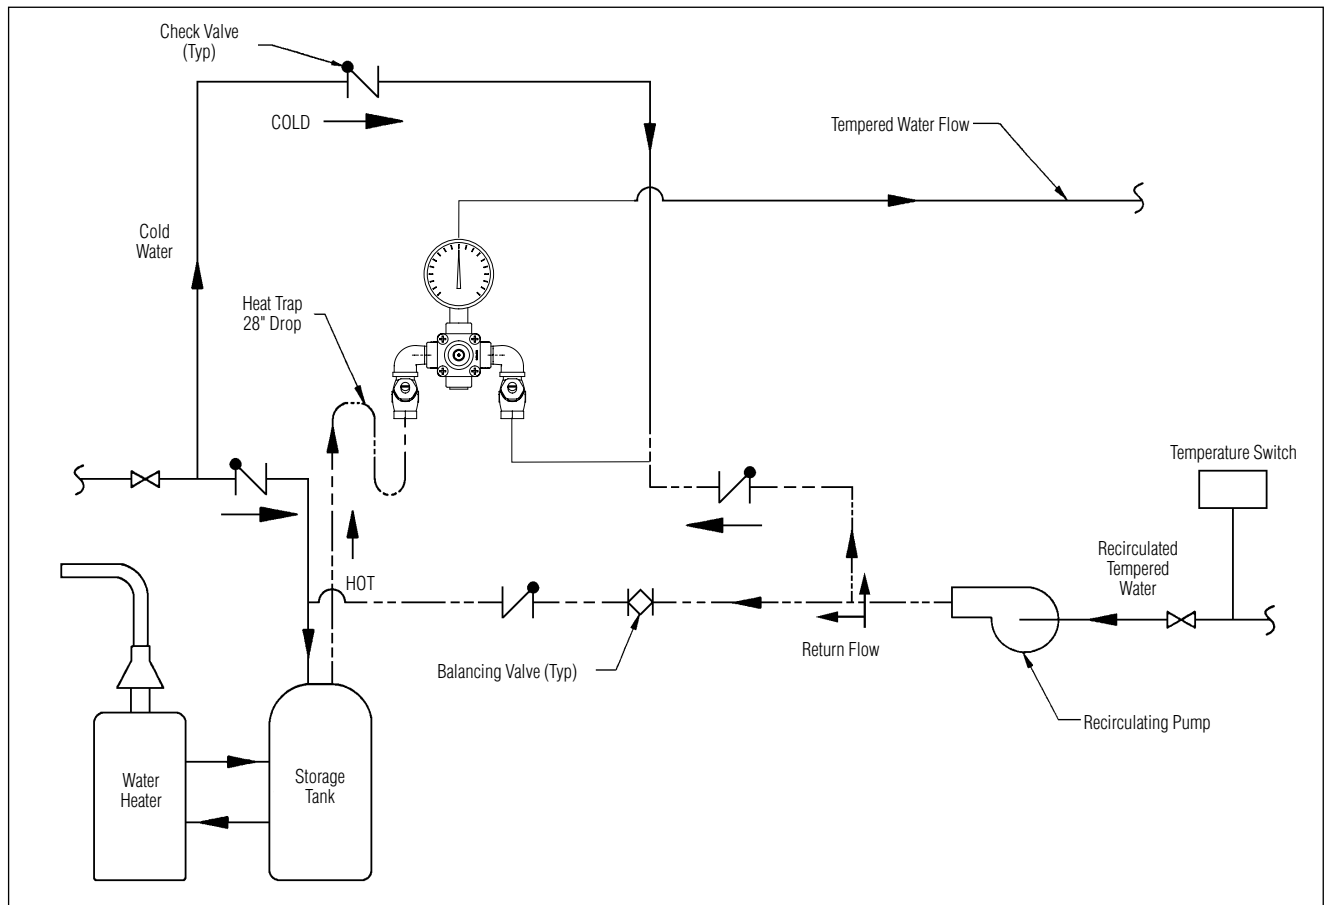 Check Valve
(Typ)
COLD
Tempered Water Flow
Cold
Water
Heat Trap
28" Drop
Temperature Switch
Recirculated
Tempered
Water
HOT
Return Flow
Balancing Valve (Typ)
Recirculating Pump
Water
Heater
Storage
Tank